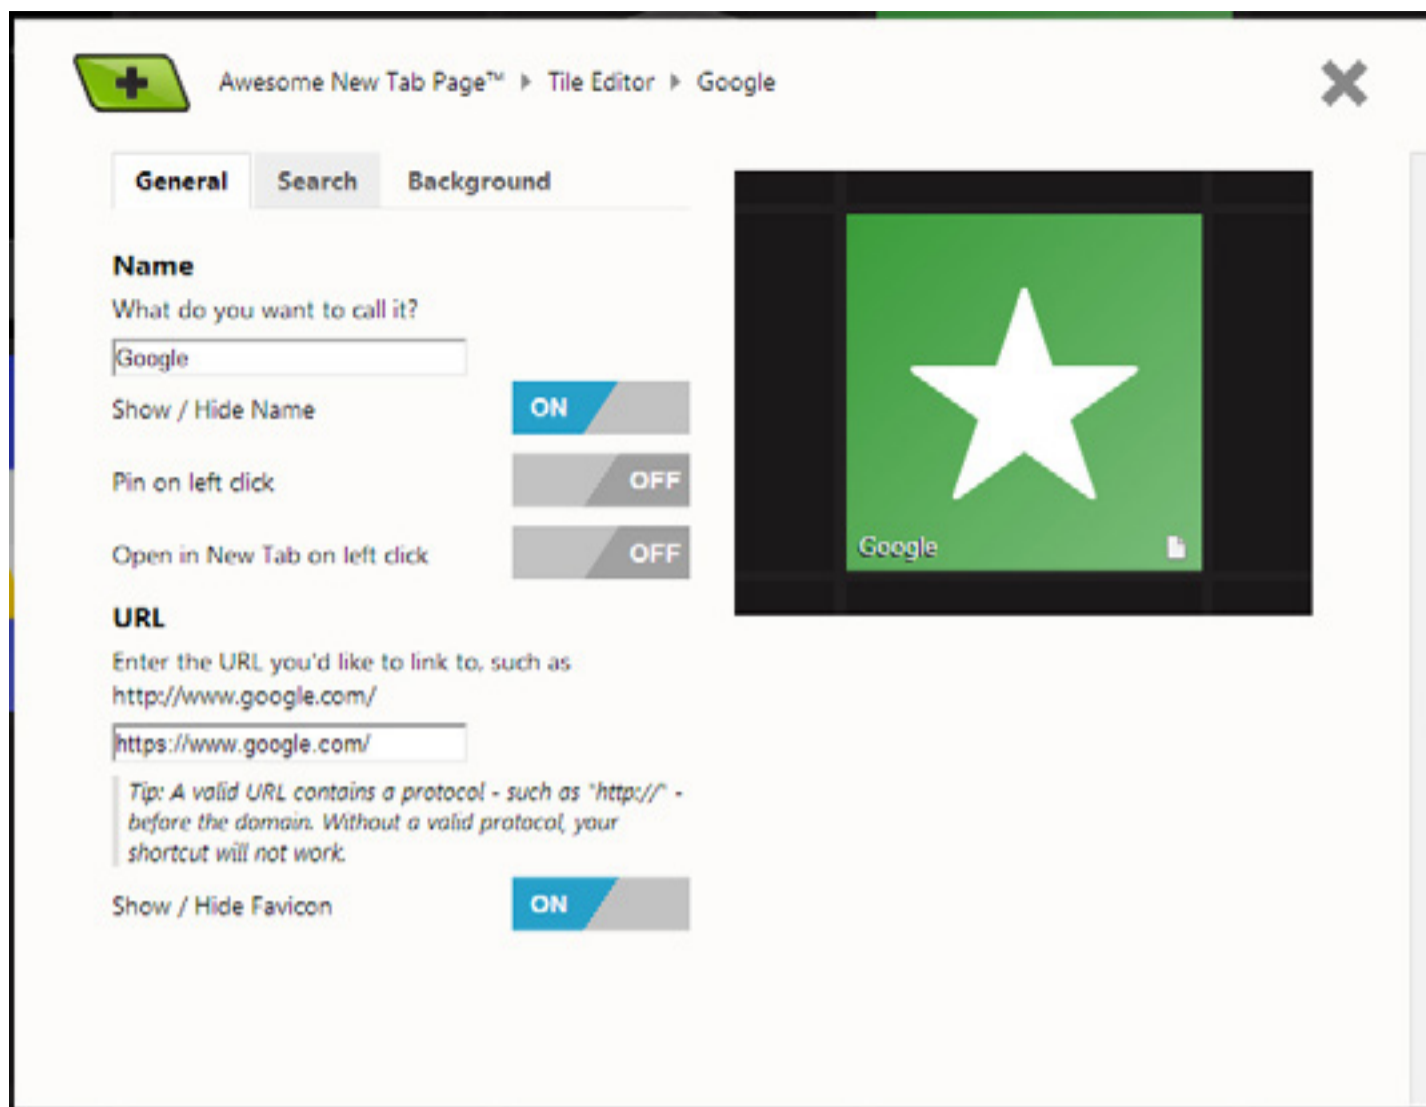 Awesome New Tab Page™ ▸ Tile Editor ▸ Google
General Search Background
Name
What do you want to call it?
Google
Show / Hide Name ON
Pin on left click OFF
Open in New Tab on left click OFF
URL
Enter the URL you'd like to link to, such as
http://www.google.com/
https://www.google.com/
Tip: A valid URL contains a protocol - such as "http://" -
before the domain. Without a valid protocol, your
shortcut will not work.
Show / Hide Favicon ON
Google